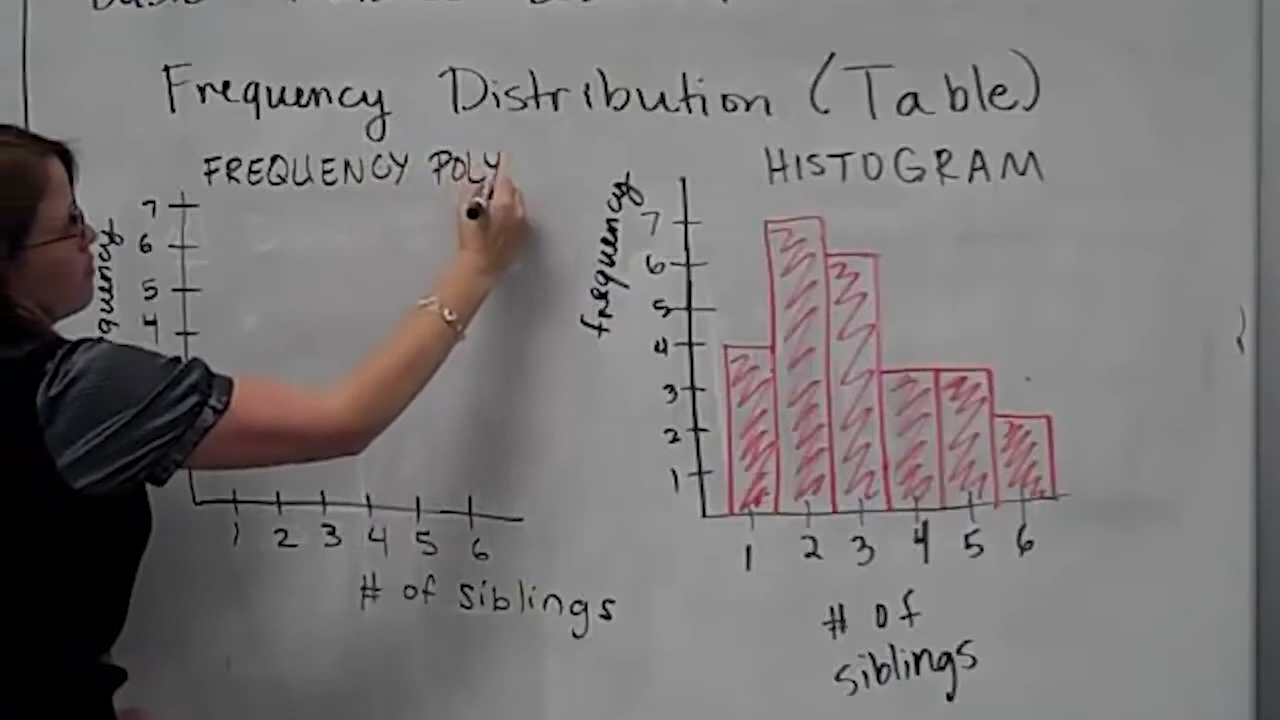 Frequency Distribution (Table)
FREQUENCY POLY
HISTOGRAM
7
6
5
4
quency
1 2 3 4 5 6
# of siblings
frequency
7
6
5
4
3
2
1
1 2 3 4 5 6
# of
siblings